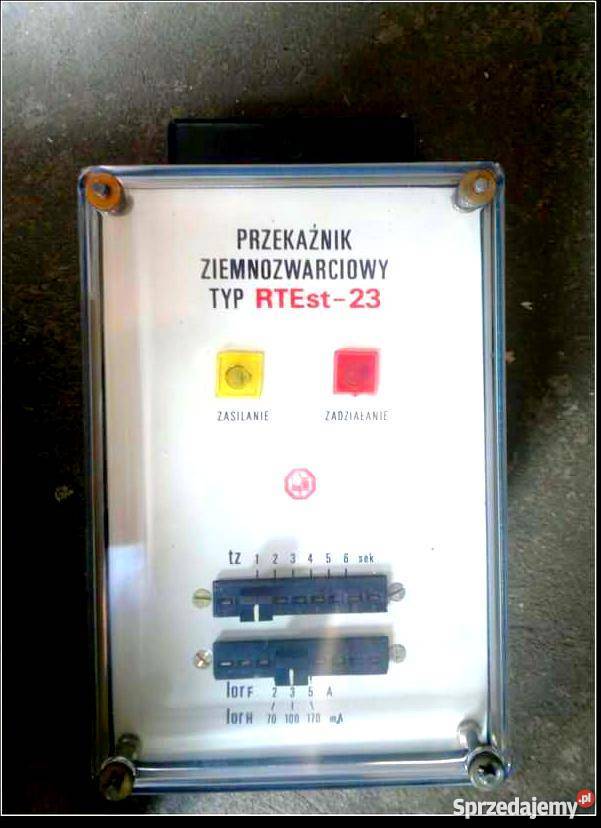 PRZEKAŹNIK
ZIEMNOZWARCIOWY
TYP RTEst-23
ZASILANIE ZADZIAŁANIE
tz 1 2 3 4 5 6 sek
IorF 2 3 5 A
IorH 70 100 170 mA
Sprzedajemy.pl